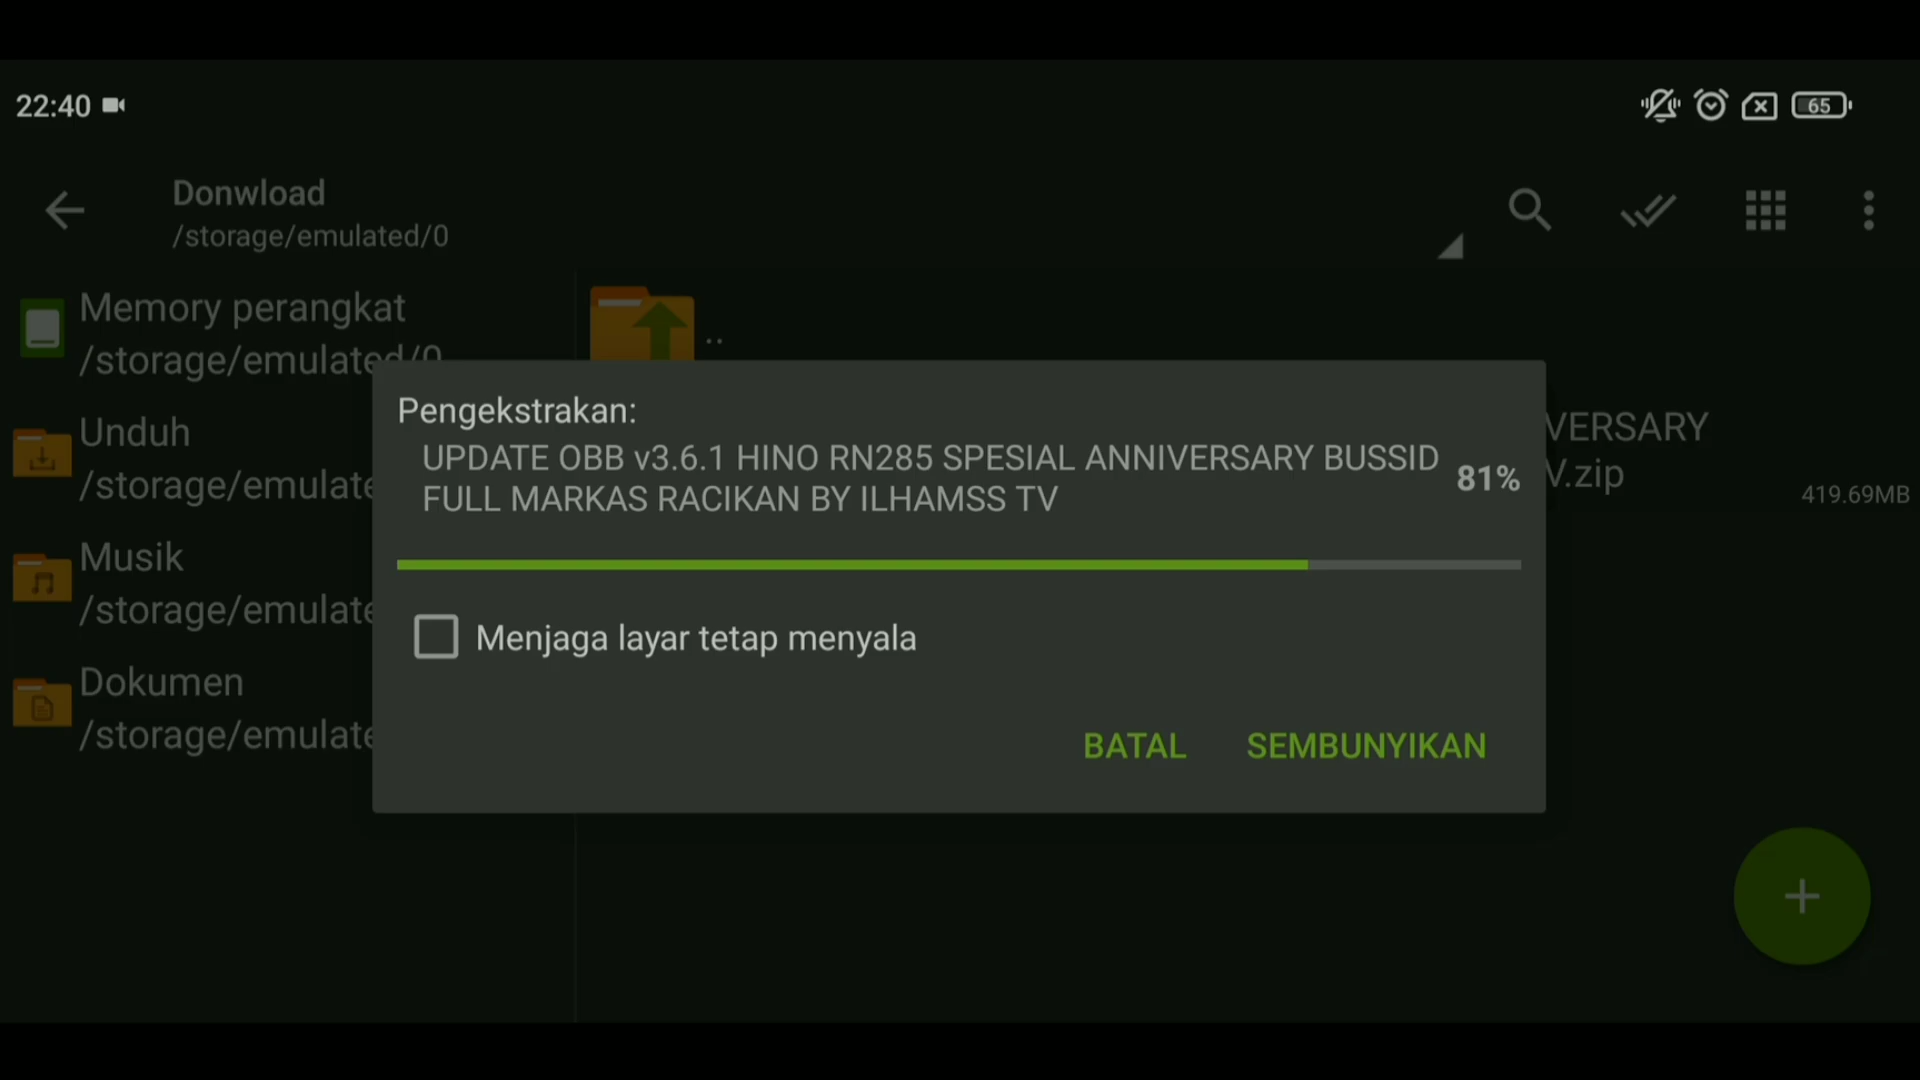 22:40
65
Donwload
/storage/emulated/0
Memory perangkat
/storage/emulated/0
Unduh
/storage/emulate
Musik
/storage/emulate
Dokumen
/storage/emulate
..
VERSARY
V.zip
419.69MB
Pengekstrakan:
UPDATE OBB v3.6.1 HINO RN285 SPESIAL ANNIVERSARY BUSSID
FULL MARKAS RACIKAN BY ILHAMSS TV
81%
Menjaga layar tetap menyala
BATAL SEMBUNYIKAN